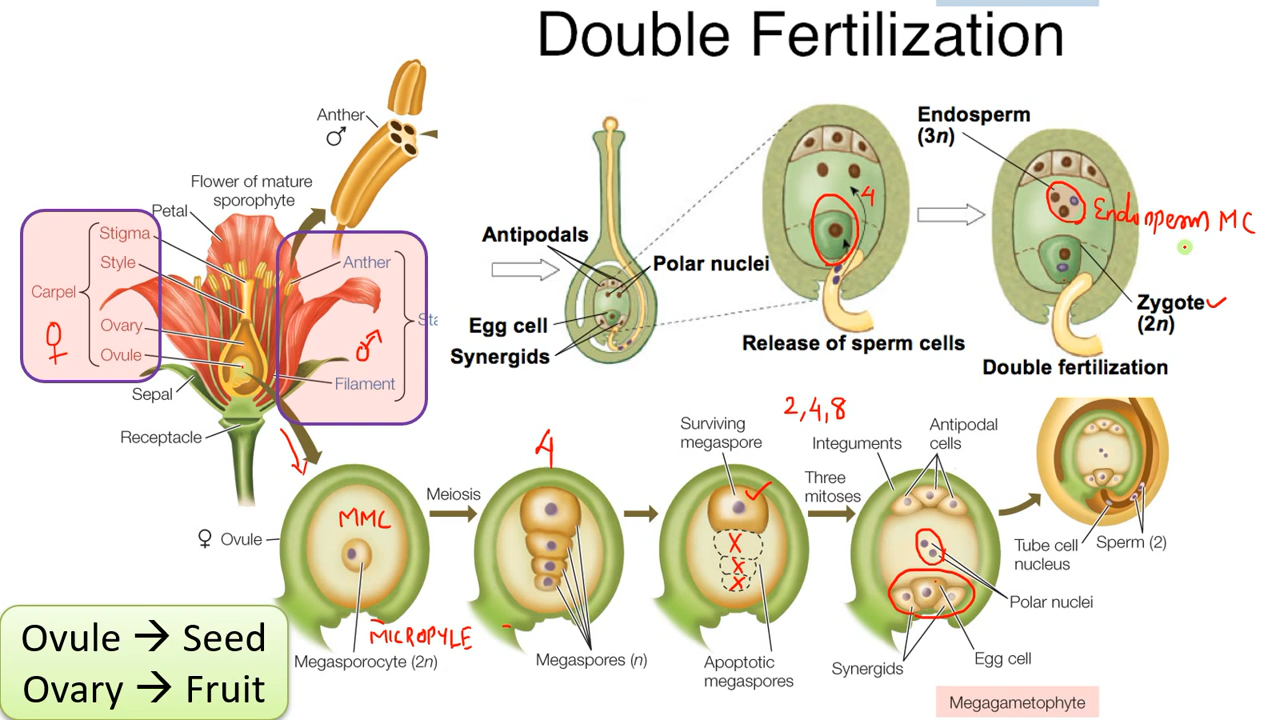 Double Fertilization
Anther
♂
Flower of mature
sporophyte
Petal
Stigma
Style
Carpel
Ovary
Ovule
♀
Sepal
Receptacle
Anther
♂
Filament
Antipodals
Polar nuclei
Egg cell
Synergids
4
Release of sperm cells
Endosperm
(3n)
Endosperm MC
Zygote ✓
(2n)
Double fertilization
♀ Ovule
MMC
MICROPYLE
Megasporocyte (2n)
Meiosis
4
Megaspores (n)
Surviving
megaspore
✓
X
X
X
Apoptotic
megaspores
2,4,8
Three
mitoses
Integuments
Antipodal
cells
Polar nuclei
Egg cell
Synergids
Megagametophyte
Tube cell
nucleus
Sperm (2)
Ovule → Seed
Ovary → Fruit